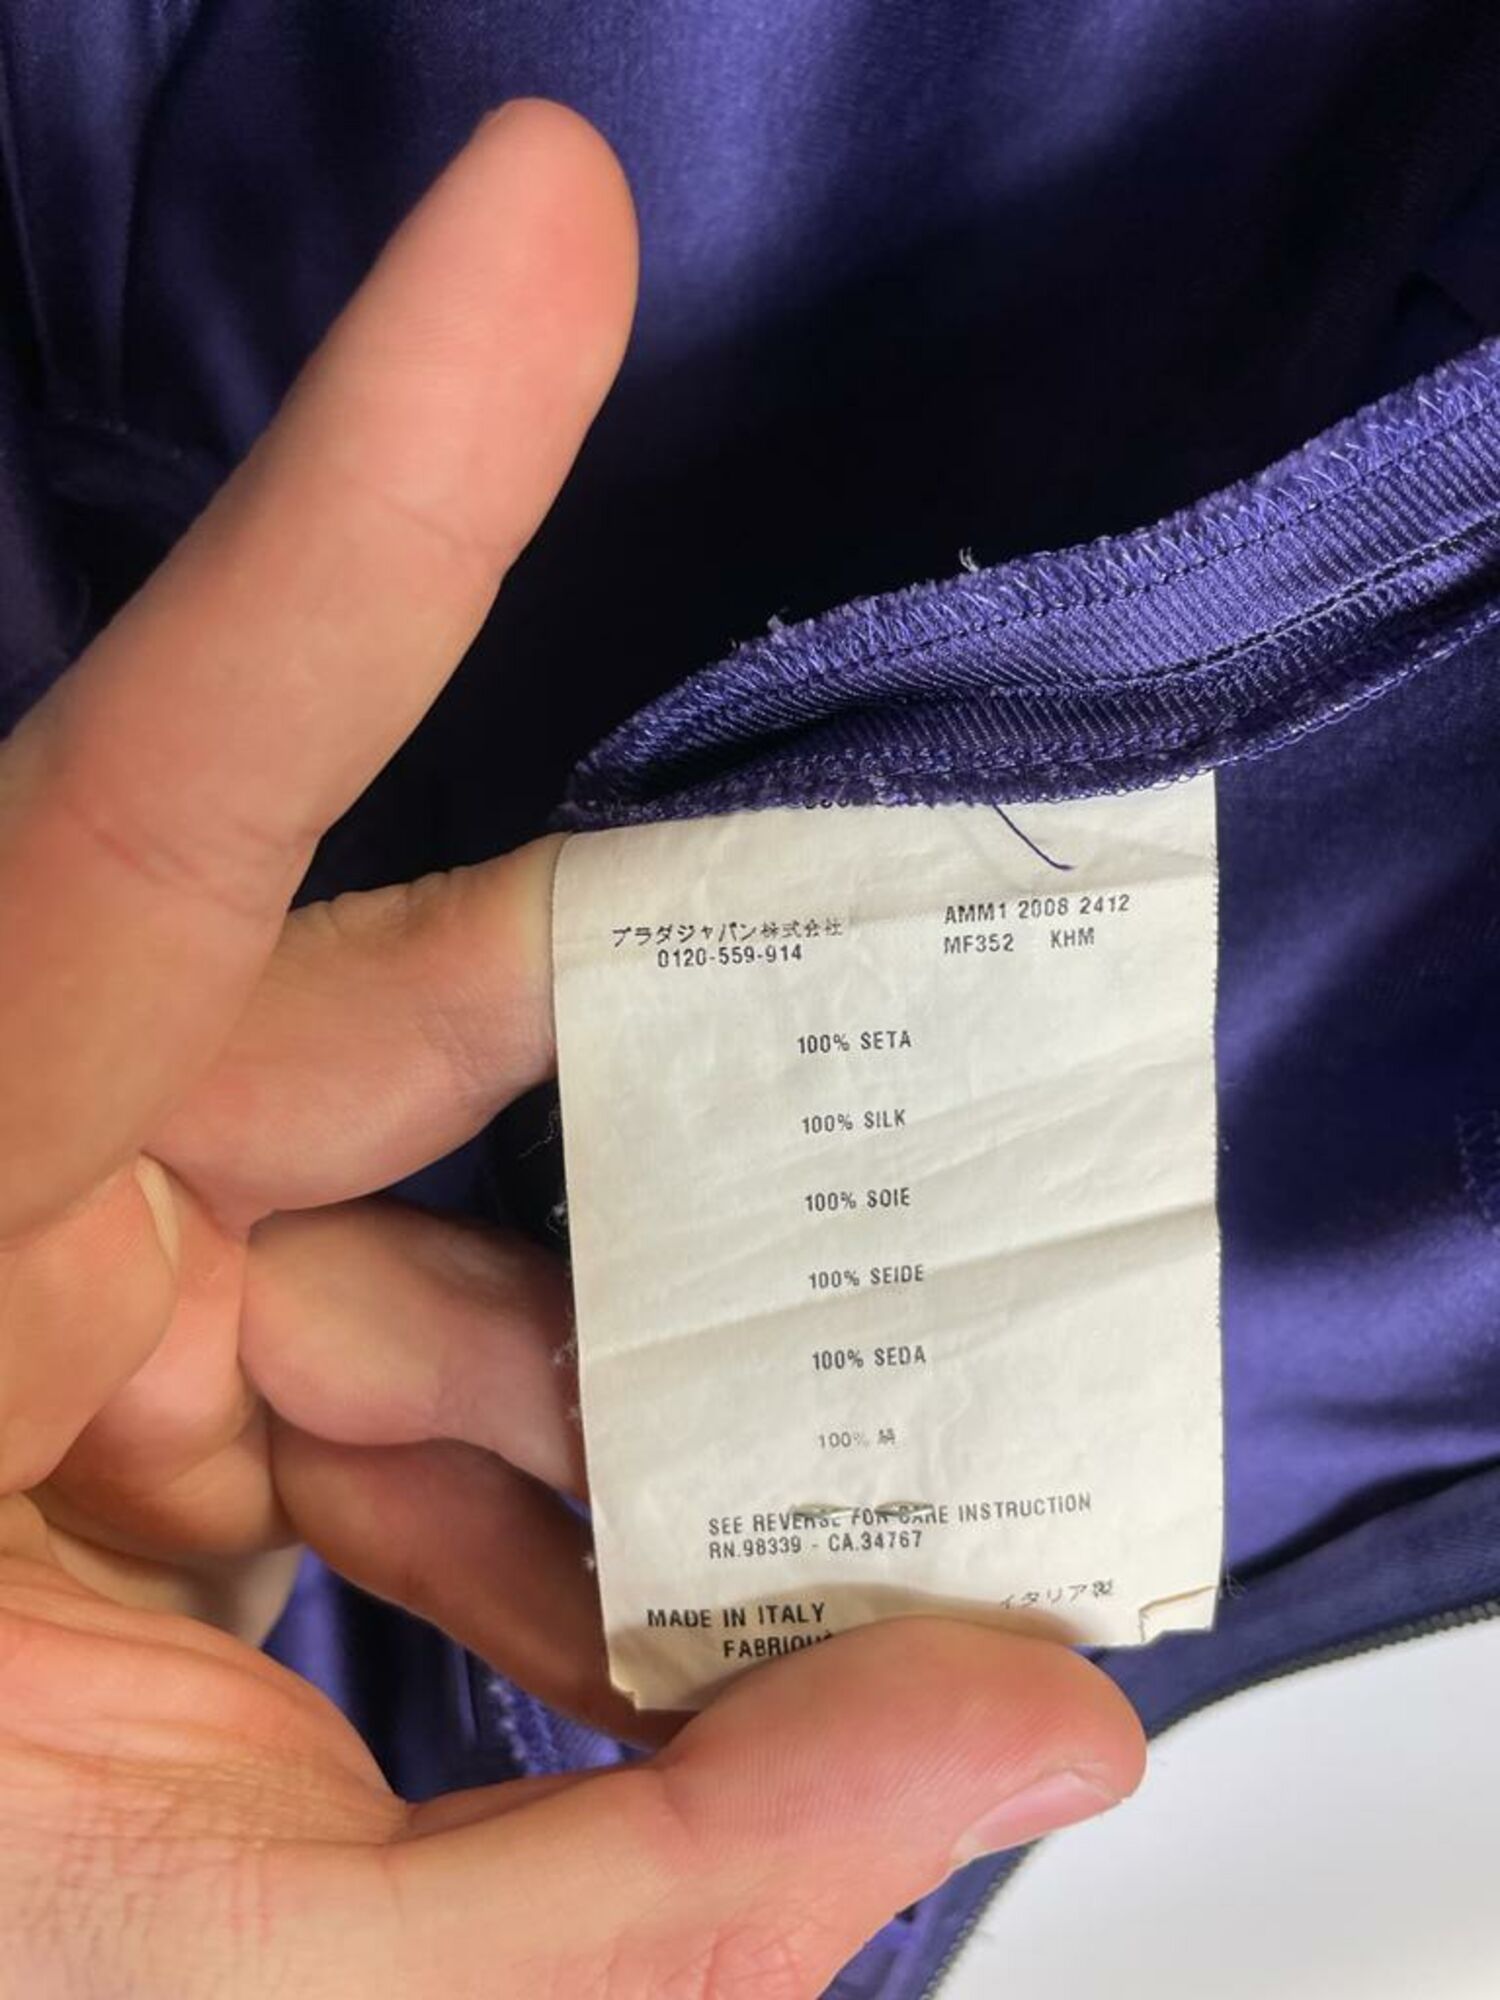 プラダジャパン株式会社
0120-559-914
AMM1 2008 2412
MF352 KHM
100% SETA
100% SILK
100% SOIE
100% SEIDE
100% SEDA
100% 絹
SEE REVERSE FOR CARE INSTRUCTION
RN.98339 - CA.34767
MADE IN ITALY
イタリア製